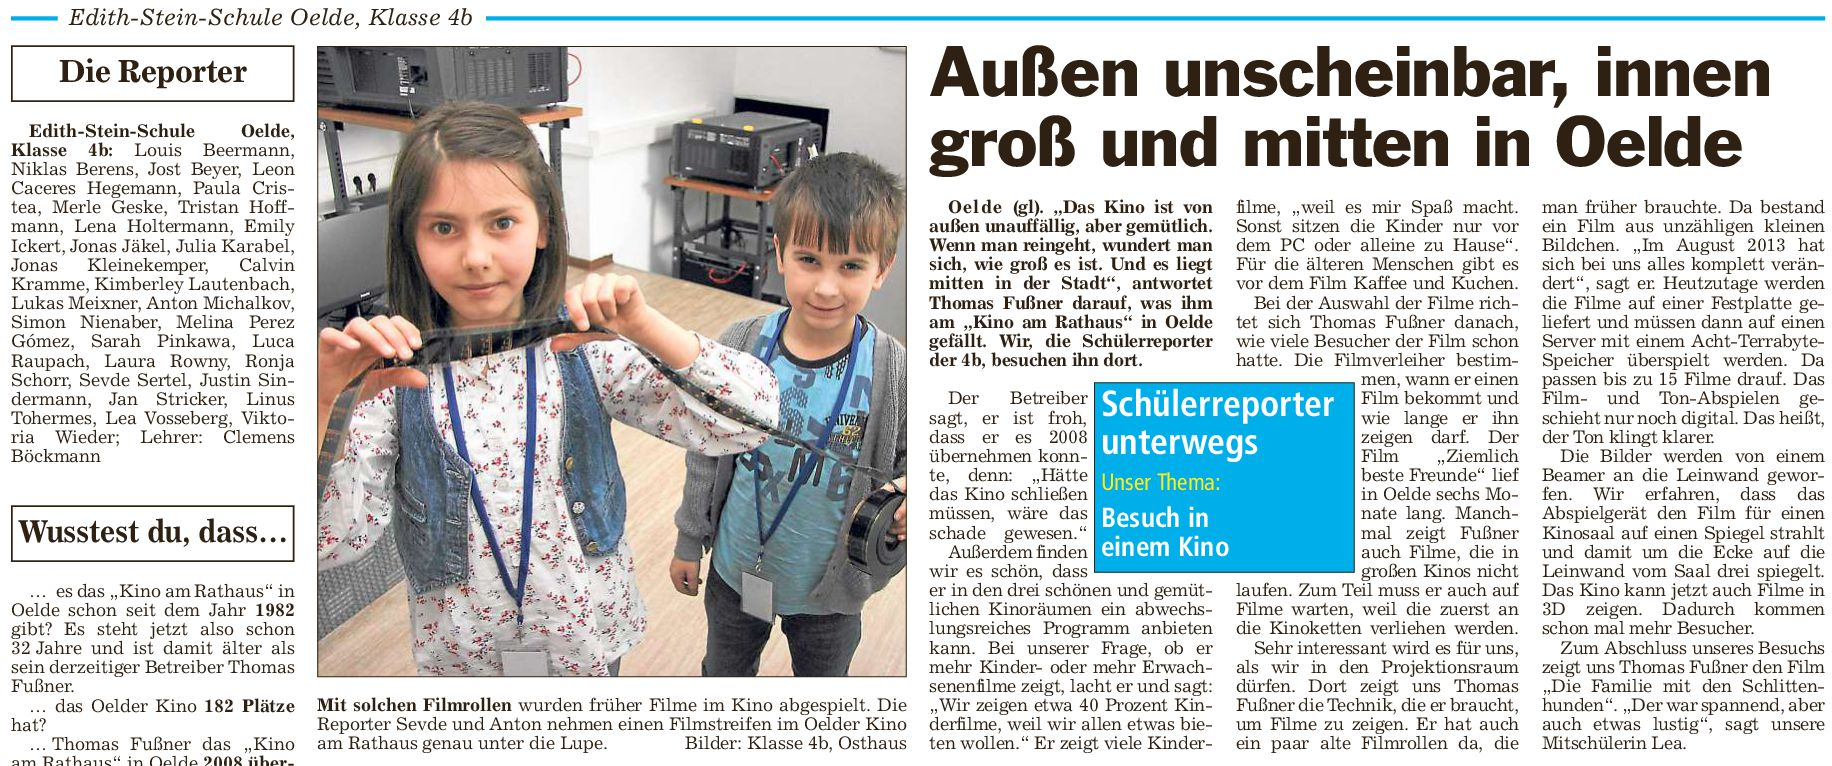 Edith-Stein-Schule Oelde, Klasse 4b
Die Reporter
Edith-Stein-Schule Oelde,
Klasse 4b: Louis Beermann,
Niklas Berens, Jost Beyer, Leon
Caceres Hegemann, Paula Cris-
tea, Merle Geske, Tristan Hoff-
mann, Lena Holtermann, Emily
Ickert, Jonas Jäkel, Julia Karabel,
Jonas Kleinekemper, Calvin
Kramme, Kimberley Lautenbach,
Lukas Meixner, Anton Michalkov,
Simon Nienaber, Melina Perez
Gómez, Sarah Pinkawa, Luca
Raupach, Laura Rowny, Ronja
Schorr, Sevde Sertel, Justin Sin-
dermann, Jan Stricker, Linus
Tohermes, Lea Vosseberg, Vikto-
ria Wieder; Lehrer: Clemens
Böckmann
Wusstest du, dass…
… es das „Kino am Rathaus“ in
Oelde schon seit dem Jahr 1982
gibt? Es steht jetzt also schon
32 Jahre und ist damit älter als
sein derzeitiger Betreiber Thomas
Fußner.
… das Oelder Kino 182 Plätze
hat?
… Thomas Fußner das „Kino
am Rathaus“ in Oelde 2008 über-
Mit solchen Filmrollen wurden früher Filme im Kino abgespielt. Die
Reporter Sevde und Anton nehmen einen Filmstreifen im Oelder Kino
am Rathaus genau unter die Lupe. Bilder: Klasse 4b, Osthaus
Außen unscheinbar, innen
groß und mitten in Oelde
Oelde (gl). „Das Kino ist von
außen unauffällig, aber gemütlich.
Wenn man reingeht, wundert man
sich, wie groß es ist. Und es liegt
mitten in der Stadt“, antwortet
Thomas Fußner darauf, was ihm
am „Kino am Rathaus“ in Oelde
gefällt. Wir, die Schülerreporter
der 4b, besuchen ihn dort.
Der Betreiber
sagt, er ist froh,
dass er es 2008
übernehmen konn-
te, denn: „Hätte
das Kino schließen
müssen, wäre das
schade gewesen.“
Außerdem finden
wir es schön, dass
er in den drei schönen und gemüt-
lichen Kinoräumen ein abwechs-
lungsreiches Programm anbieten
kann. Bei unserer Frage, ob er
mehr Kinder- oder mehr Erwach-
senenfilme zeigt, lacht er und sagt:
„Wir zeigen etwa 40 Prozent Kin-
derfilme, weil wir allen etwas bie-
ten wollen.“ Er zeigt viele Kinder-
Schülerreporter
unterwegs
Unser Thema:
Besuch in
einem Kino
filme, „weil es mir Spaß macht.
Sonst sitzen die Kinder nur vor
dem PC oder alleine zu Hause“.
Für die älteren Menschen gibt es
vor dem Film Kaffee und Kuchen.
Bei der Auswahl der Filme rich-
tet sich Thomas Fußner danach,
wie viele Besucher der Film schon
hatte. Die Filmverleiher bestim-
men, wann er einen
Film bekommt und
wie lange er ihn
zeigen darf. Der
Film „Ziemlich
beste Freunde“ lief
in Oelde sechs Mo-
nate lang. Manch-
mal zeigt Fußner
auch Filme, die in
großen Kinos nicht
laufen. Zum Teil muss er auch auf
Filme warten, weil die zuerst an
die Kinoketten verliehen werden.
Sehr interessant wird es für uns,
als wir in den Projektionsraum
dürfen. Dort zeigt uns Thomas
Fußner die Technik, die er braucht,
um Filme zu zeigen. Er hat auch
ein paar alte Filmrollen da, die
man früher brauchte. Da bestand
ein Film aus unzähligen kleinen
Bildchen. „Im August 2013 hat
sich bei uns alles komplett verän-
dert“, sagt er. Heutzutage werden
die Filme auf einer Festplatte ge-
liefert und müssen dann auf einen
Server mit einem Acht-Terrabyte-
Speicher überspielt werden. Da
passen bis zu 15 Filme drauf. Das
Film- und Ton-Abspielen ge-
schieht nur noch digital. Das heißt,
der Ton klingt klarer.
Die Bilder werden von einem
Beamer an die Leinwand gewor-
fen. Wir erfahren, dass das
Abspielgerät den Film für einen
Kinosaal auf einen Spiegel strahlt
und damit um die Ecke auf die
Leinwand vom Saal drei spiegelt.
Das Kino kann jetzt auch Filme in
3D zeigen. Dadurch kommen
schon mal mehr Besucher.
Zum Abschluss unseres Besuchs
zeigt uns Thomas Fußner den Film
„Die Familie mit den Schlitten-
hunden“. „Der war spannend, aber
auch etwas lustig“, sagt unsere
Mitschülerin Lea.